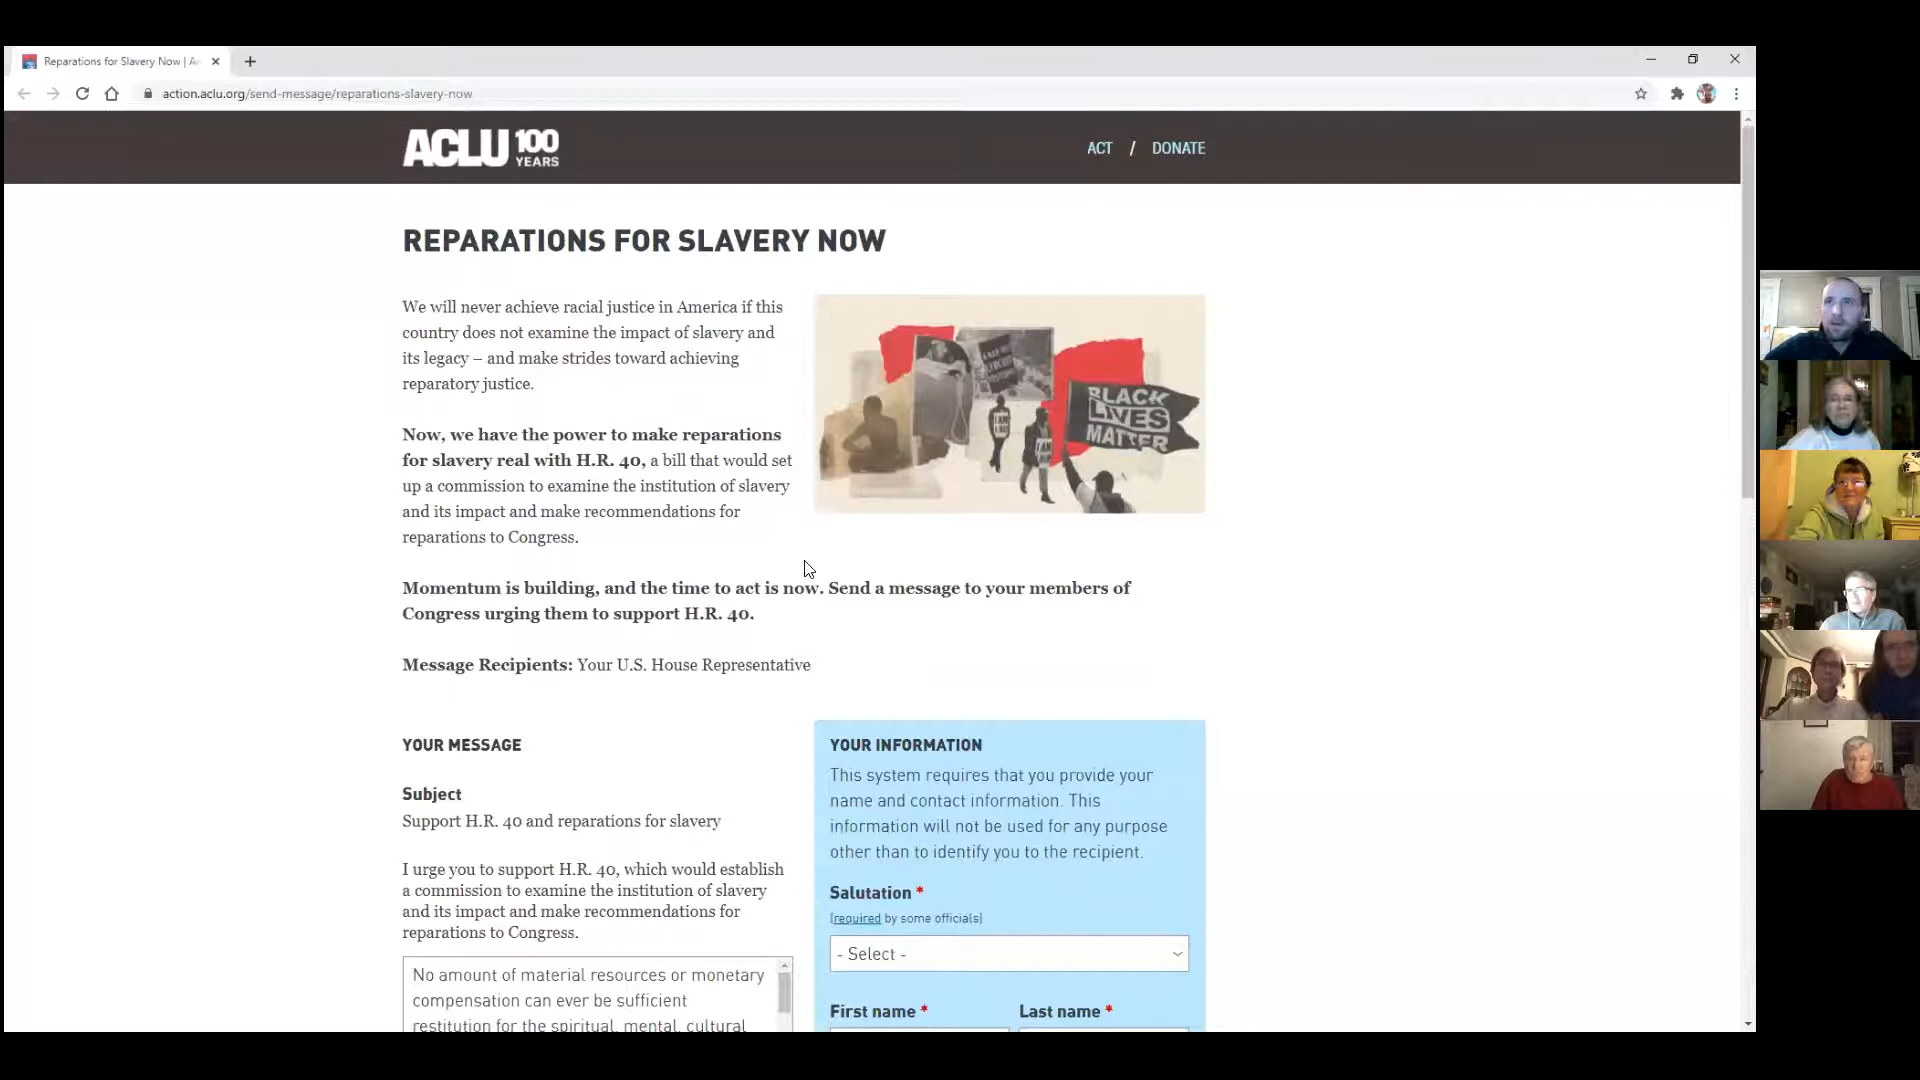 Reparations for Slavery Now | A
action.aclu.org/send-message/reparations-slavery-now
ACLU 100 YEARS
ACT / DONATE
REPARATIONS FOR SLAVERY NOW
We will never achieve racial justice in America if this
country does not examine the impact of slavery and
its legacy – and make strides toward achieving
reparatory justice.
BLACK
LIVES
MATTER
Now, we have the power to make reparations
for slavery real with H.R. 40, a bill that would set
up a commission to examine the institution of slavery
and its impact and make recommendations for
reparations to Congress.
Momentum is building, and the time to act is now. Send a message to your members of
Congress urging them to support H.R. 40.
Message Recipients: Your U.S. House Representative
YOUR MESSAGE
Subject
Support H.R. 40 and reparations for slavery
I urge you to support H.R. 40, which would establish
a commission to examine the institution of slavery
and its impact and make recommendations for
reparations to Congress.
No amount of material resources or monetary
compensation can ever be sufficient
restitution for the spiritual, mental, cultural
YOUR INFORMATION
This system requires that you provide your
name and contact information. This
information will not be used for any purpose
other than to identify you to the recipient.
Salutation *
(required by some officials)
- Select -
First name * Last name *